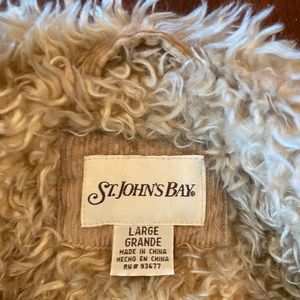 ST. JOHN'S BAY®
LARGE
GRANDE
MADE IN CHINA
HECHO EN CHINA
RN# 93677